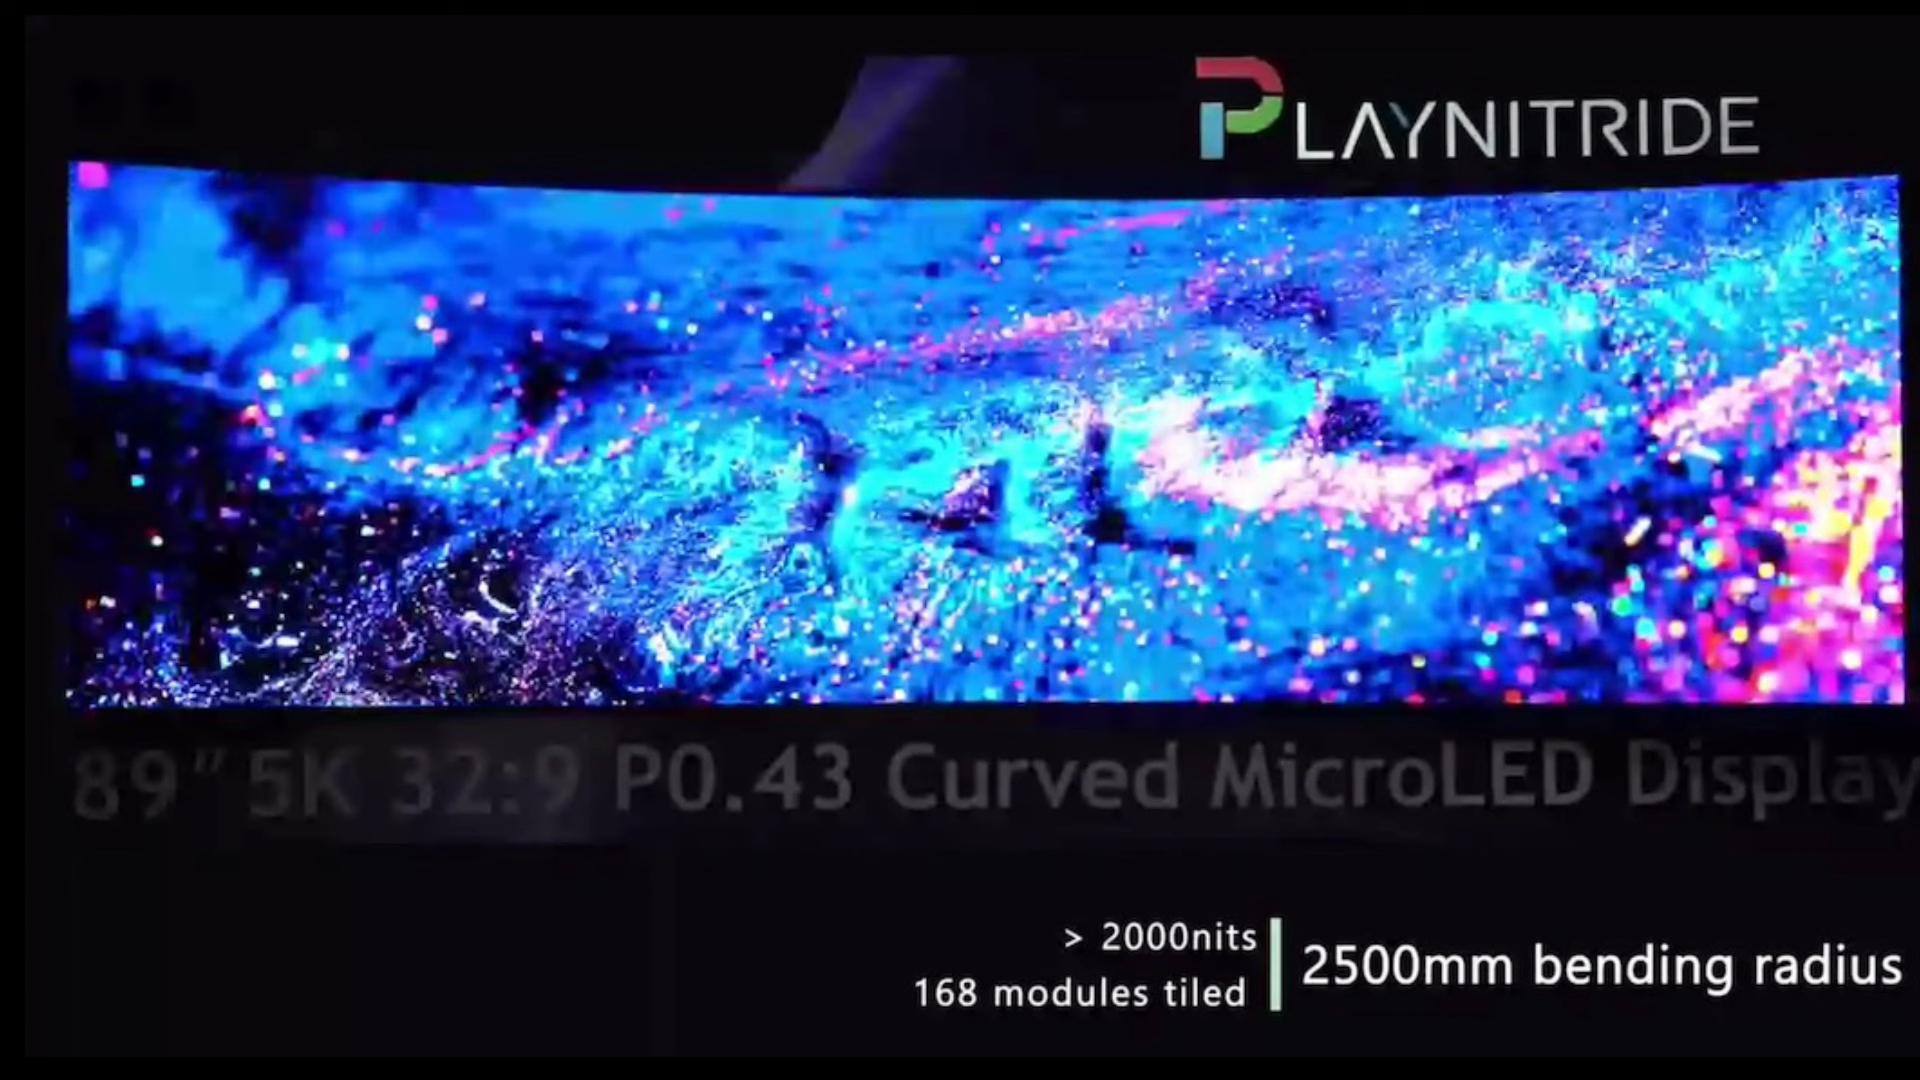 PLAYNITRIDE
89" 5K 32:9 P0.43 Curved MicroLED Display
> 2000nits
168 modules tiled
2500mm bending radius